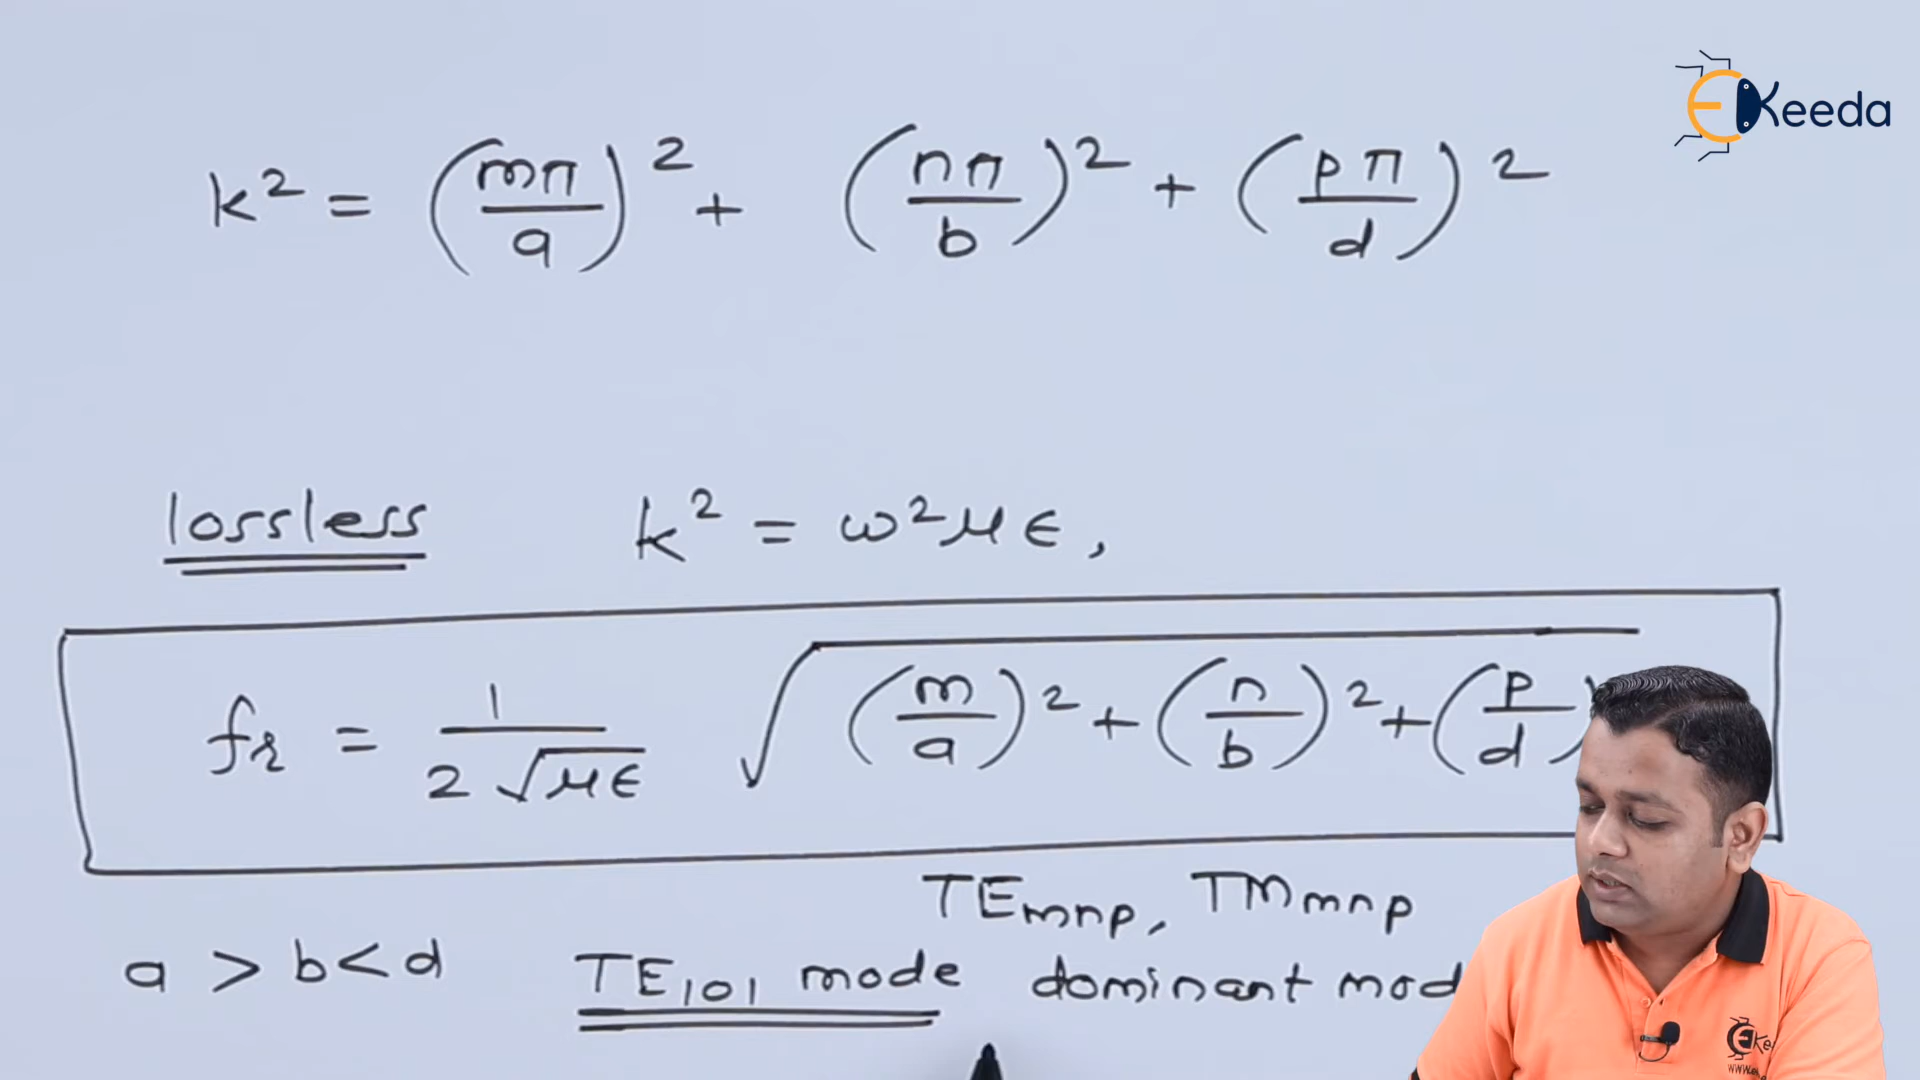 EKeeda
k² = (mπ/a)² + (nπ/b)² + (pπ/d)²
lossless k² = ω²με,
fr = 1/(2√με) √(m/a)² + (n/b)² + (p/d)
TEmnp, TMmnp
a > b < d TE101 mode dominant mod